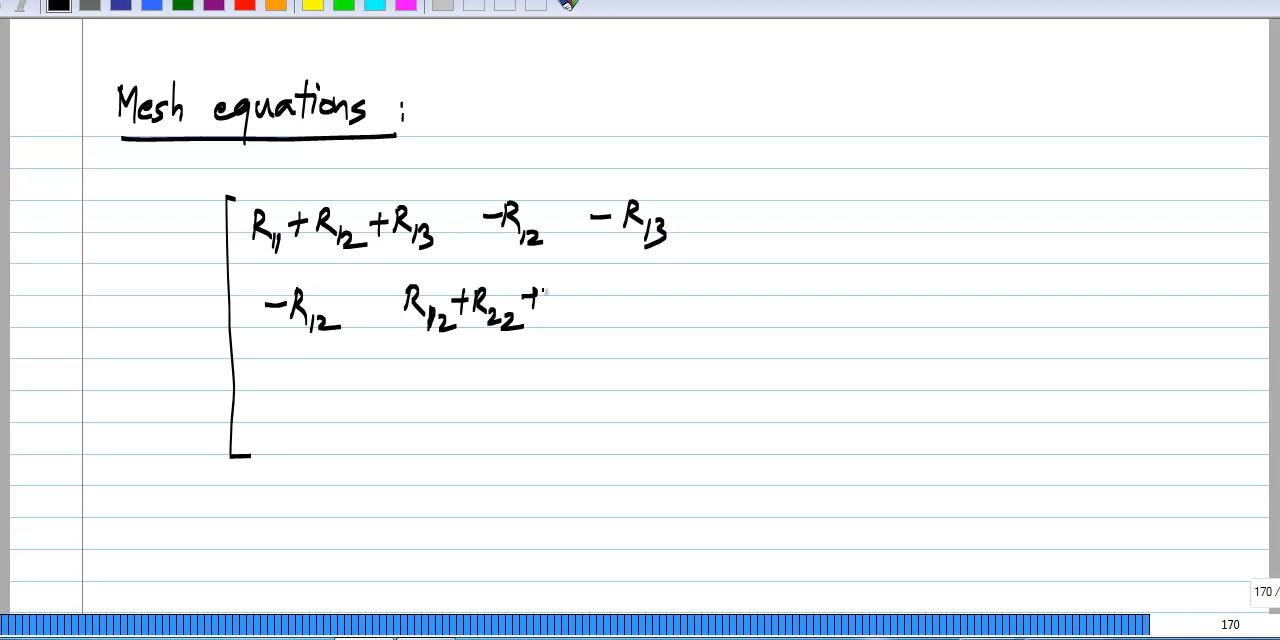 Mesh equations :
R₁₁ + R₁₂ + R₁₃ -R₁₂ - R₁₃
-R₁₂ R₁₂ + R₂₂ +
170 /
170